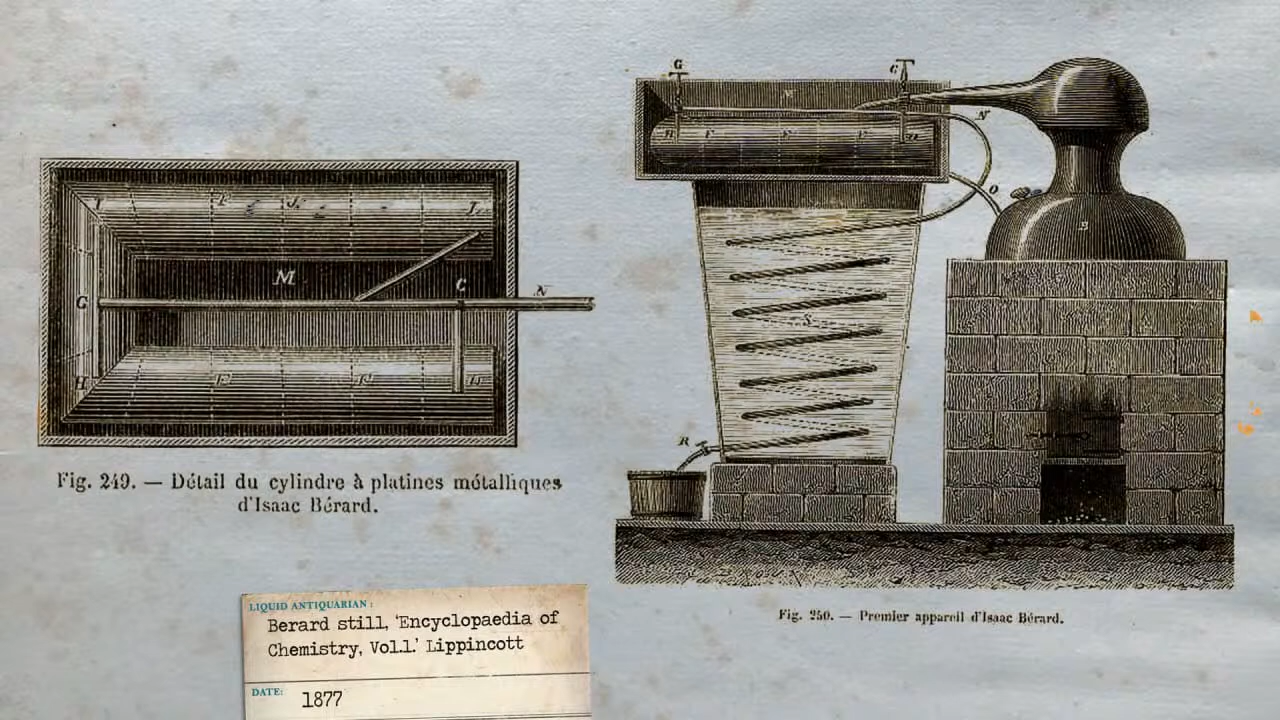 Fig. 249. — Détail du cylindre à platines métalliques
d'Isaac Bérard.
G
G
M
N
O
B
S
R
I
F
L
M
G
C
N
H
F
F
Fig. 250. — Premier appareil d'Isaac Bérard.
LIQUID ANTIQUARIAN :
Berard still, 'Encyclopaedia of
Chemistry, Vol.1.' Lippincott
DATE:
1877